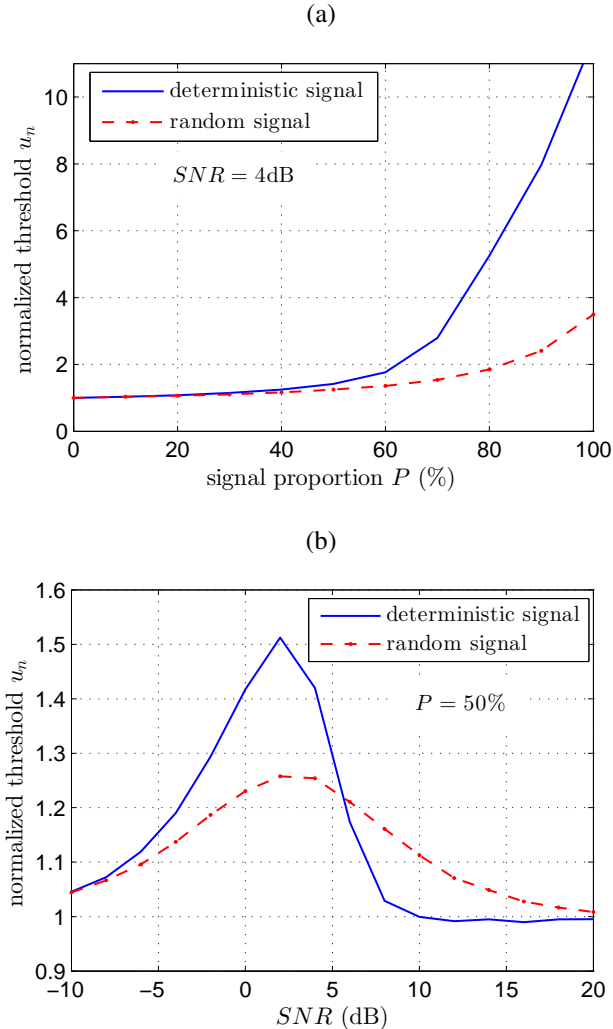 (a)
normalized threshold u_n
10
8
6
4
2
0
deterministic signal
random signal
SNR = 4dB
0 20 40 60 80 100
signal proportion P (%)
(b)
normalized threshold u_n
1.6
1.5
1.4
1.3
1.2
1.1
1
0.9
deterministic signal
random signal
P = 50%
−10 −5 0 5 10 15 20
SNR (dB)